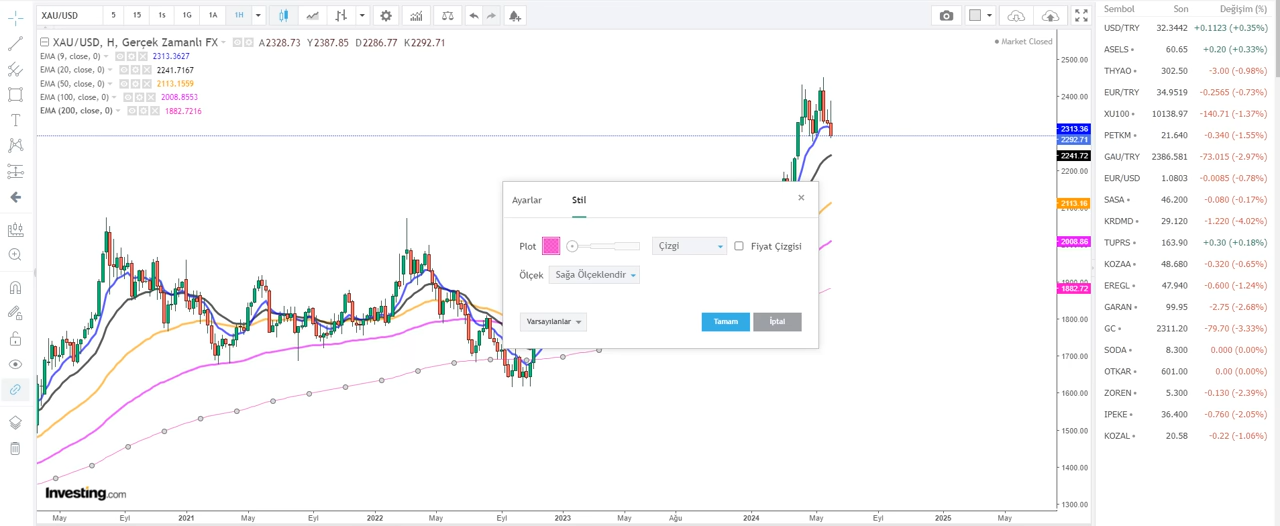 XAU/USD 5 15 1s 1G 1A 1H
XAU/USD, H, Gerçek Zamanlı FX A2328.73 Y2387.85 D2286.77 K2292.71
Market Closed
EMA (9, close, 0) 2313.3627
EMA (20, close, 0) 2241.7167
EMA (50, close, 0) 2113.1559
EMA (100, close, 0) 2008.8553
EMA (200, close, 0) 1882.7216
2500.00
2400.00
2313.36
2292.71
2241.72
2200.00
2113.16
2008.86
1882.72
1800.00
1700.00
1600.00
1500.00
1400.00
1300.00
Ayarlar Stil
Plot Çizgi Fiyat Çizgisi
Ölçek Sağa Ölçeklendir
Varsayılanlar Tamam İptal
Investing.com
May Eyl 2021 May Eyl 2022 May Eyl 2023 May Ağu 2024 May Eyl 2025 May
Sembol Son Değişim (%)
USD/TRY 32.3442 +0.1123 (+0.35%)
ASELS 60.65 +0.20 (+0.33%)
THYAO 302.50 -3.00 (-0.98%)
EUR/TRY 34.9519 -0.2565 (-0.73%)
XU100 10138.97 -140.71 (-1.37%)
PETKM 21.640 -0.340 (-1.55%)
GAU/TRY 2386.581 -73.015 (-2.97%)
EUR/USD 1.0803 -0.0085 (-0.78%)
SASA 46.200 -0.080 (-0.17%)
KRDMD 29.120 -1.220 (-4.02%)
TUPRS 163.90 +0.30 (+0.18%)
KOZAA 48.680 -0.320 (-0.65%)
EREGL 47.940 -0.600 (-1.24%)
GARAN 99.95 -2.75 (-2.68%)
GC 2311.20 -79.70 (-3.33%)
SODA 8.300 0.000 (0.00%)
OTKAR 601.00 0.00 (0.00%)
ZOREN 5.300 -0.130 (-2.39%)
IPEKE 36.400 -0.760 (-2.05%)
KOZAL 20.58 -0.22 (-1.06%)